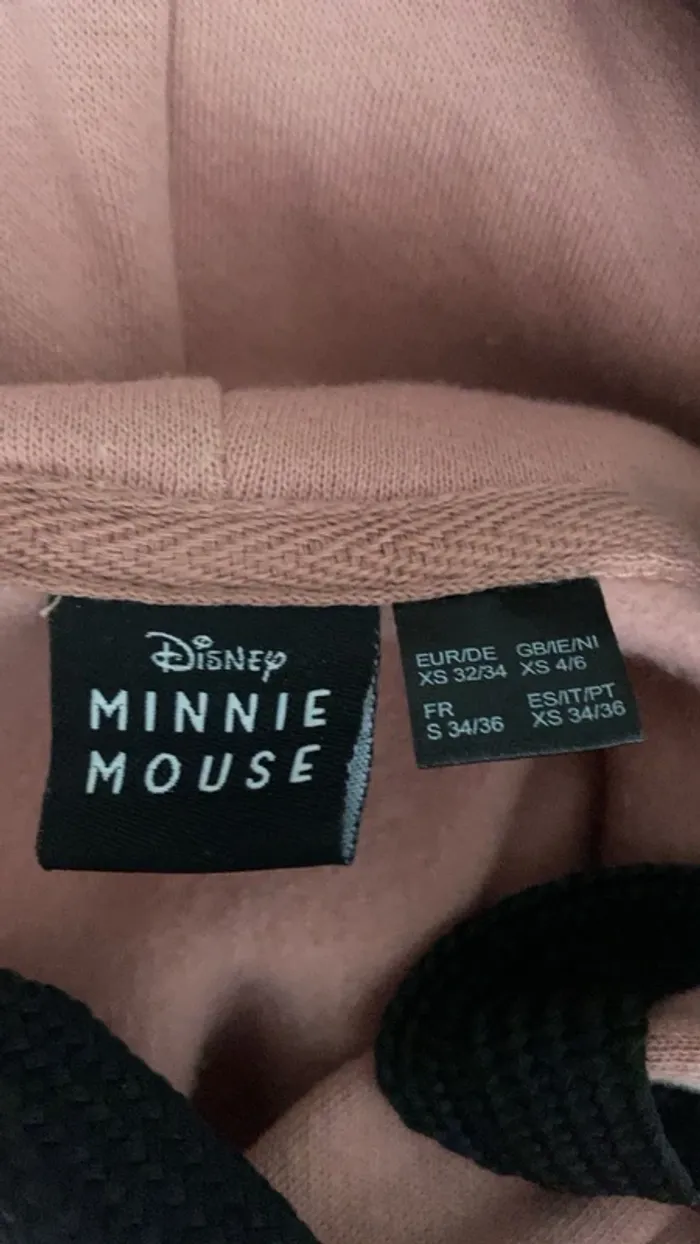 Disney
MINNIE
MOUSE
EUR/DE GB/IE/NI
XS 32/34 XS 4/6
FR ES/IT/PT
S 34/36 XS 34/36